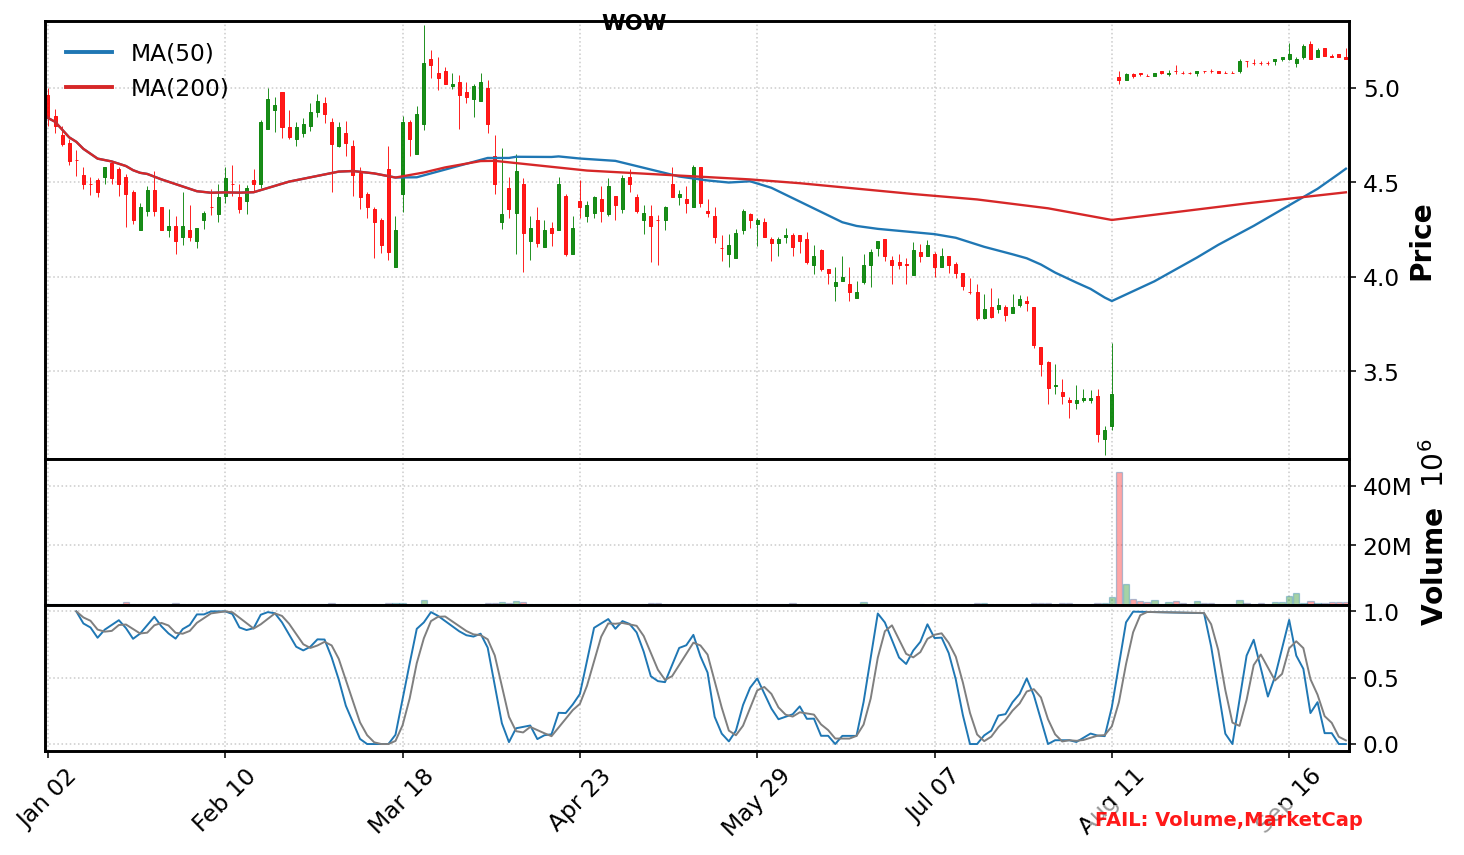 WOW
MA(50)
MA(200)
5.0
4.5
4.0
3.5
Price
10^6
40M
20M
Volume
1.0
0.5
0.0
Jan 02
Feb 10
Mar 18
Apr 23
May 29
Jul 07
Aug 11
Sep 16
FAIL: Volume,MarketCap